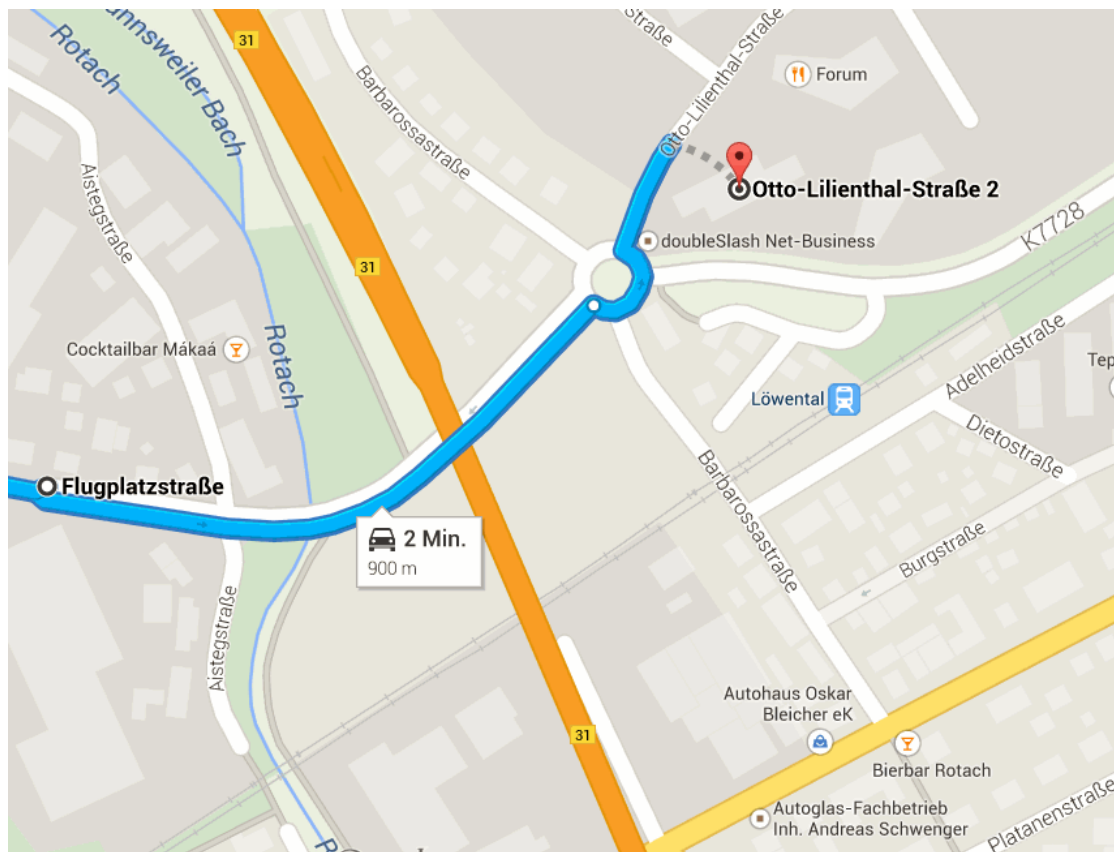 31
Rotach
Bach
Straße
Otto-Lilienthal-Straße
Forum
Barbarossastraße
Aistegstraße
Otto-Lilienthal-Straße 2
K7728
doubleSlash Net-Business
31
Rotach
Cocktailbar Mákaá
Adelheidstraße
Löwental
Dietostraße
Flugplatzstraße
Barbarossastraße
2 Min.
900 m
Burgstraße
Aistegstraße
Autohaus Oskar
Bleicher eK
31
Bierbar Rotach
Autoglas-Fachbetrieb
Inh. Andreas Schwenger
Platanenstraße